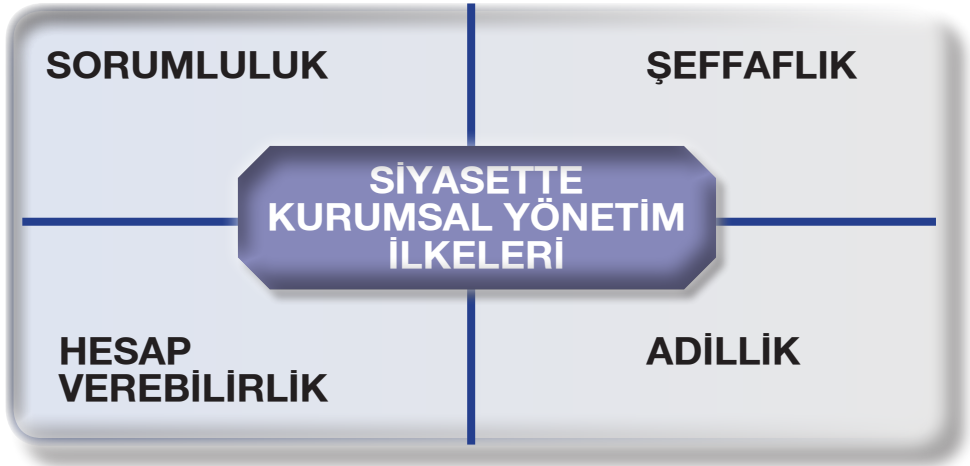 SORUMLULUK
ŞEFFAFLIK
SİYASETTE
KURUMSAL YÖNETİM
İLKELERİ
HESAP
VEREBİLİRLİK
ADİLLİK